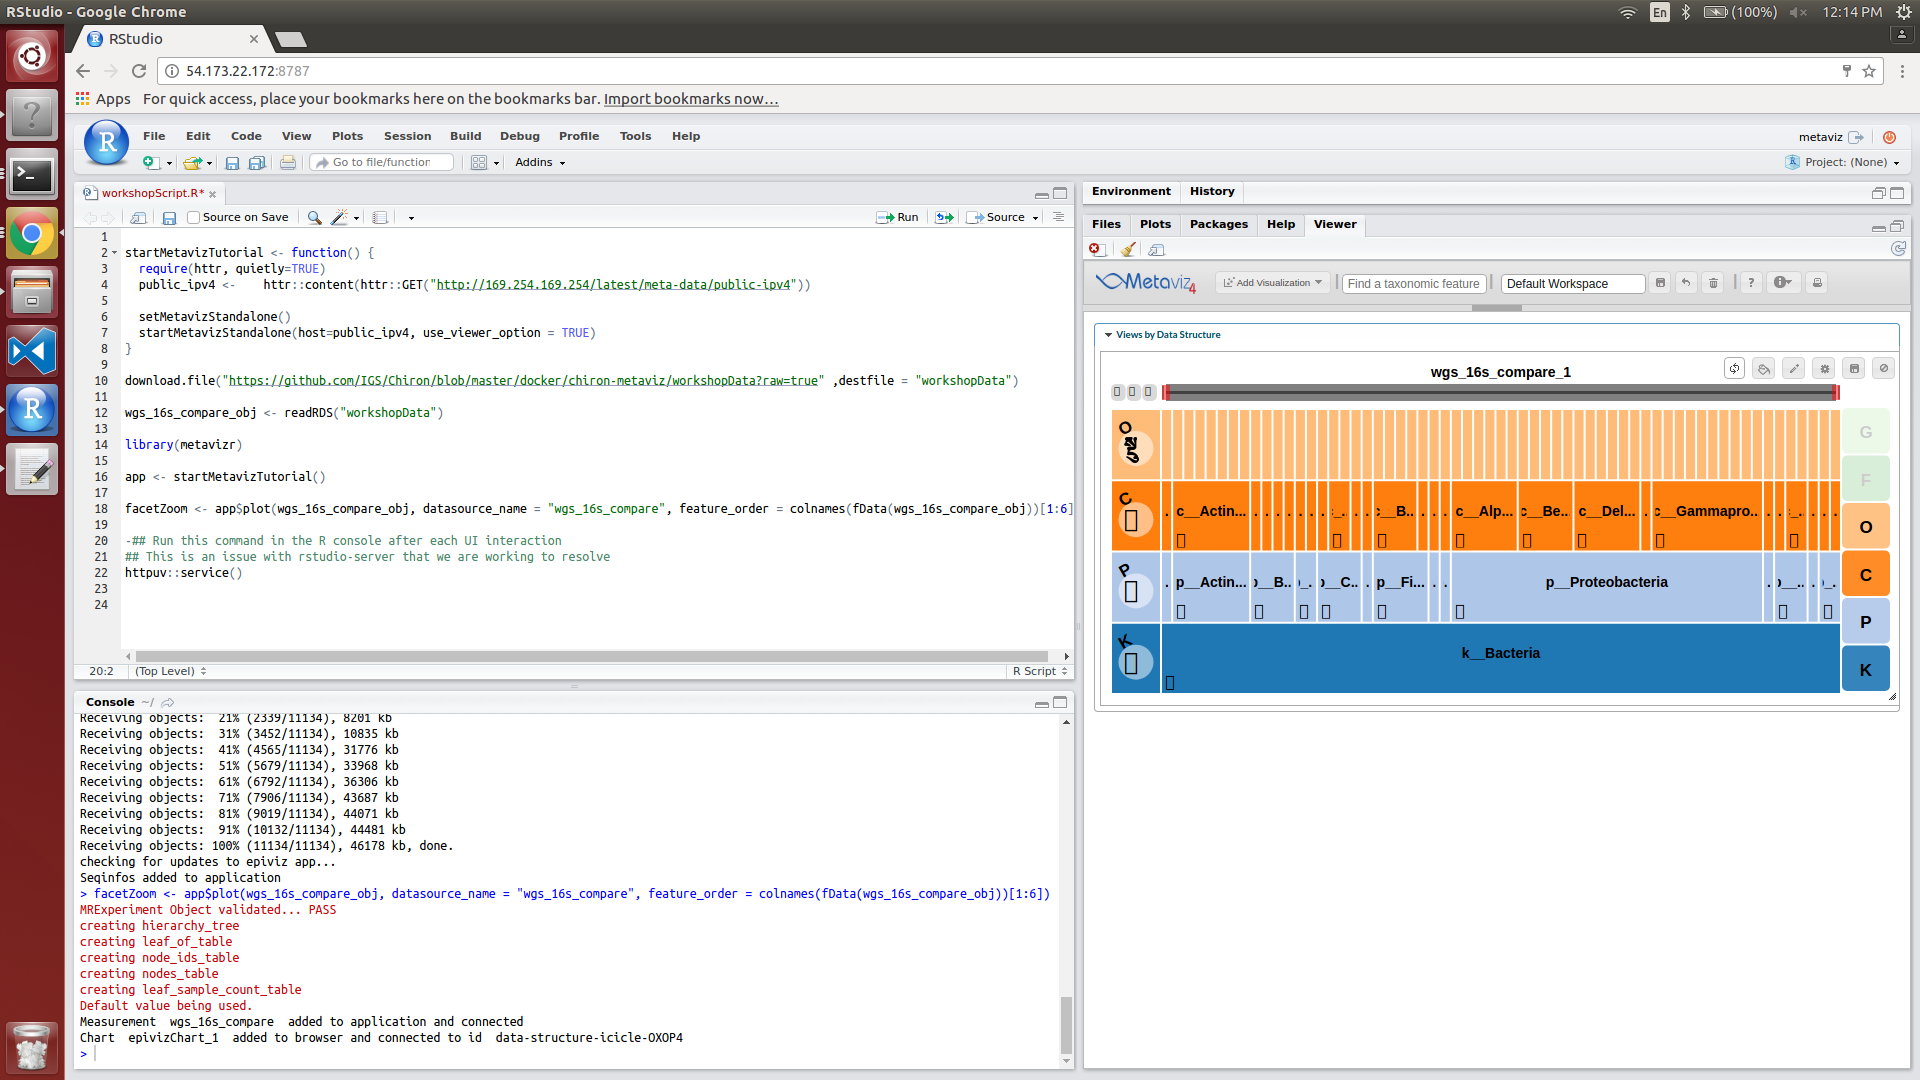 RStudio - Google Chrome
En
(100%)
12:14 PM
RStudio
54.173.22.172:8787
Apps
For quick access, place your bookmarks here on the bookmarks bar. Import bookmarks now...
File Edit Code View Plots Session Build Debug Profile Tools Help
metaviz
Go to file/function
Addins
Project: (None)
workshopScript.R*
Source on Save
Run
Source
1
2 startMetavizTutorial <- function() {
3 require(httr, quietly=TRUE)
4 public_ipv4 <- httr::content(httr::GET("http://169.254.169.254/latest/meta-data/public-ipv4"))
5
6 setMetavizStandalone()
7 startMetavizStandalone(host=public_ipv4, use_viewer_option = TRUE)
8 }
9
10 download.file("https://github.com/IGS/Chiron/blob/master/docker/chiron-metaviz/workshopData?raw=true" ,destfile = "workshopData")
11
12 wgs_16s_compare_obj <- readRDS("workshopData")
13
14 library(metavizr)
15
16 app <- startMetavizTutorial()
17
18 facetZoom <- app$plot(wgs_16s_compare_obj, datasource_name = "wgs_16s_compare", feature_order = colnames(fData(wgs_16s_compare_obj))[1:6]
19
20 -## Run this command in the R console after each UI interaction
21 ## This is an issue with rstudio-server that we are working to resolve
22 httpuv::service()
23
24
20:2 (Top Level) R Script
Console ~/
Receiving objects: 21% (2339/11134), 8201 kb
Receiving objects: 31% (3452/11134), 10835 kb
Receiving objects: 41% (4565/11134), 31776 kb
Receiving objects: 51% (5679/11134), 33968 kb
Receiving objects: 61% (6792/11134), 36306 kb
Receiving objects: 71% (7906/11134), 43687 kb
Receiving objects: 81% (9019/11134), 44071 kb
Receiving objects: 91% (10132/11134), 44481 kb
Receiving objects: 100% (11134/11134), 46178 kb, done.
checking for updates to epiviz app...
Seqinfos added to application
> facetZoom <- app$plot(wgs_16s_compare_obj, datasource_name = "wgs_16s_compare", feature_order = colnames(fData(wgs_16s_compare_obj))[1:6])
MRExperiment Object validated... PASS
creating hierarchy_tree
creating leaf_of_table
creating node_ids_table
creating nodes_table
creating leaf_sample_count_table
Default value being used.
Measurement wgs_16s_compare added to application and connected
Chart epivizChart_1 added to browser and connected to id data-structure-icicle-OXOP4
>
Environment History
Files Plots Packages Help Viewer
Metaviz 4
Add Visualization
Find a taxonomic feature
Default Workspace
?
Views by Data Structure
wgs_16s_compare_1
O
G
F
C c__Actin... c__Alp... c__De... c__Del... c__Gammapro...
O
C
P p__Actin... p__C.. p__Fi... p__Proteobacteria
P
K k__Bacteria
K